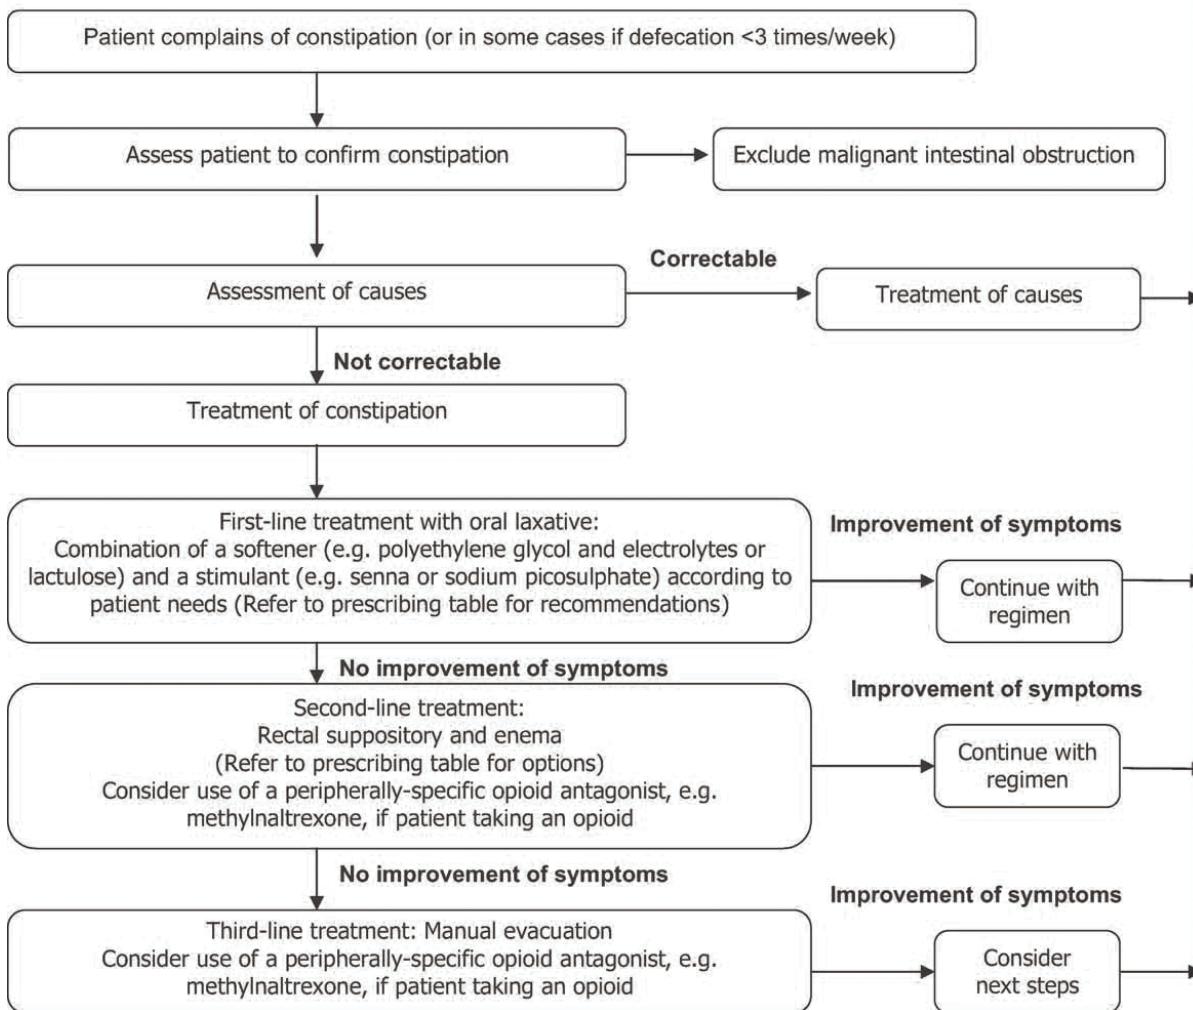 Patient complains of constipation (or in some cases if defecation <3 times/week)
Assess patient to confirm constipation
Exclude malignant intestinal obstruction
Correctable
Assessment of causes
Treatment of causes
Not correctable
Treatment of constipation
First-line treatment with oral laxative:
Combination of a softener (e.g. polyethylene glycol and electrolytes or
lactulose) and a stimulant (e.g. senna or sodium picosulphate) according to
patient needs (Refer to prescribing table for recommendations)
Improvement of symptoms
Continue with
regimen
No improvement of symptoms
Second-line treatment:
Rectal suppository and enema
(Refer to prescribing table for options)
Consider use of a peripherally-specific opioid antagonist, e.g.
methylnaltrexone, if patient taking an opioid
Improvement of symptoms
Continue with
regimen
No improvement of symptoms
Third-line treatment: Manual evacuation
Consider use of a peripherally-specific opioid antagonist, e.g.
methylnaltrexone, if patient taking an opioid
Improvement of symptoms
Consider
next steps